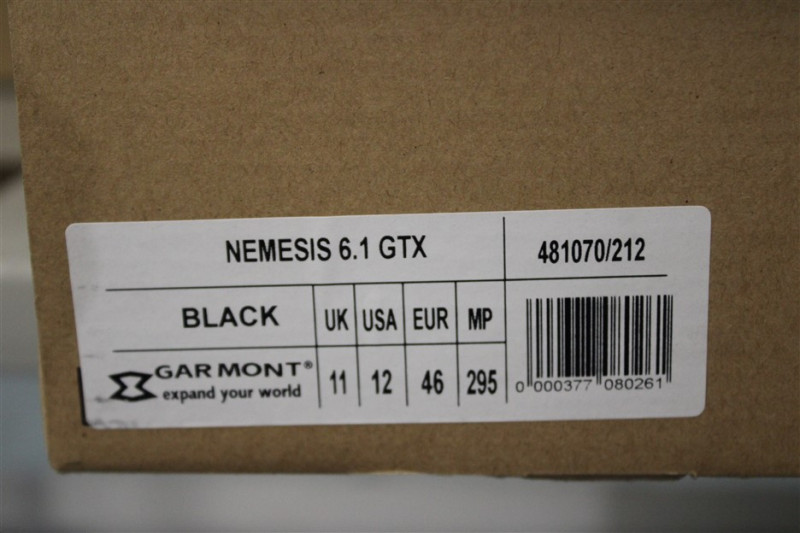 NEMESIS 6.1 GTX 481070/212
BLACK UK USA EUR MP
GARMONT® 11 12 46 295
expand your world
0 000377 080261